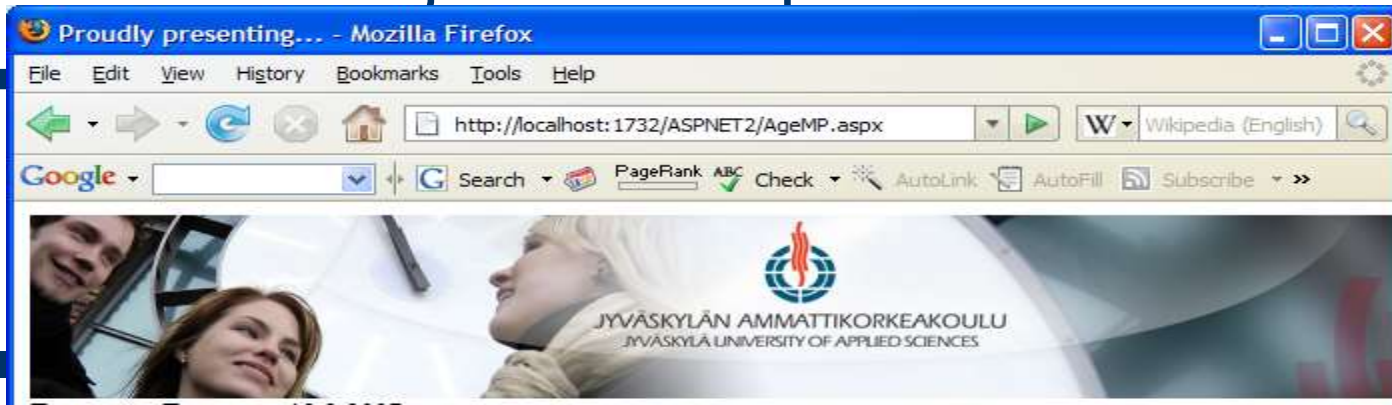 Proudly presenting... - Mozilla Firefox
File Edit View History Bookmarks Tools Help
http://localhost:1732/ASPNET2/AgeMP.aspx W Wikipedia (English)
Google G Search PageRank ABC Check AutoLink AutoFill Subscribe
JYVÄSKYLÄN AMMATTIKORKEAKOULU
JYVÄSKYLÄ UNIVERSITY OF APPLIED SCIENCES